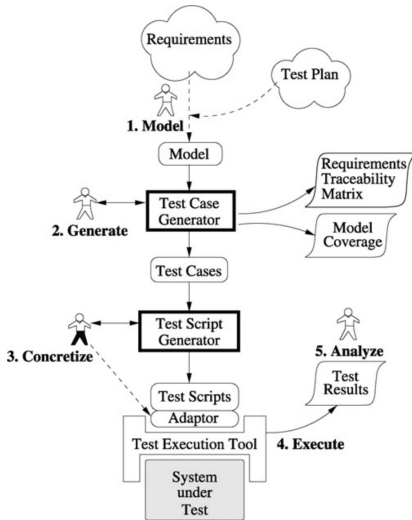 Requirements
Test Plan
1. Model
Model
Requirements
Traceability
Matrix
Test Case
Generator
2. Generate
Model
Coverage
Test Cases
Test Script
Generator
3. Concretize
5. Analyze
Test
Results
Test Scripts
Adaptor
Test Execution Tool
4. Execute
System
under
Test